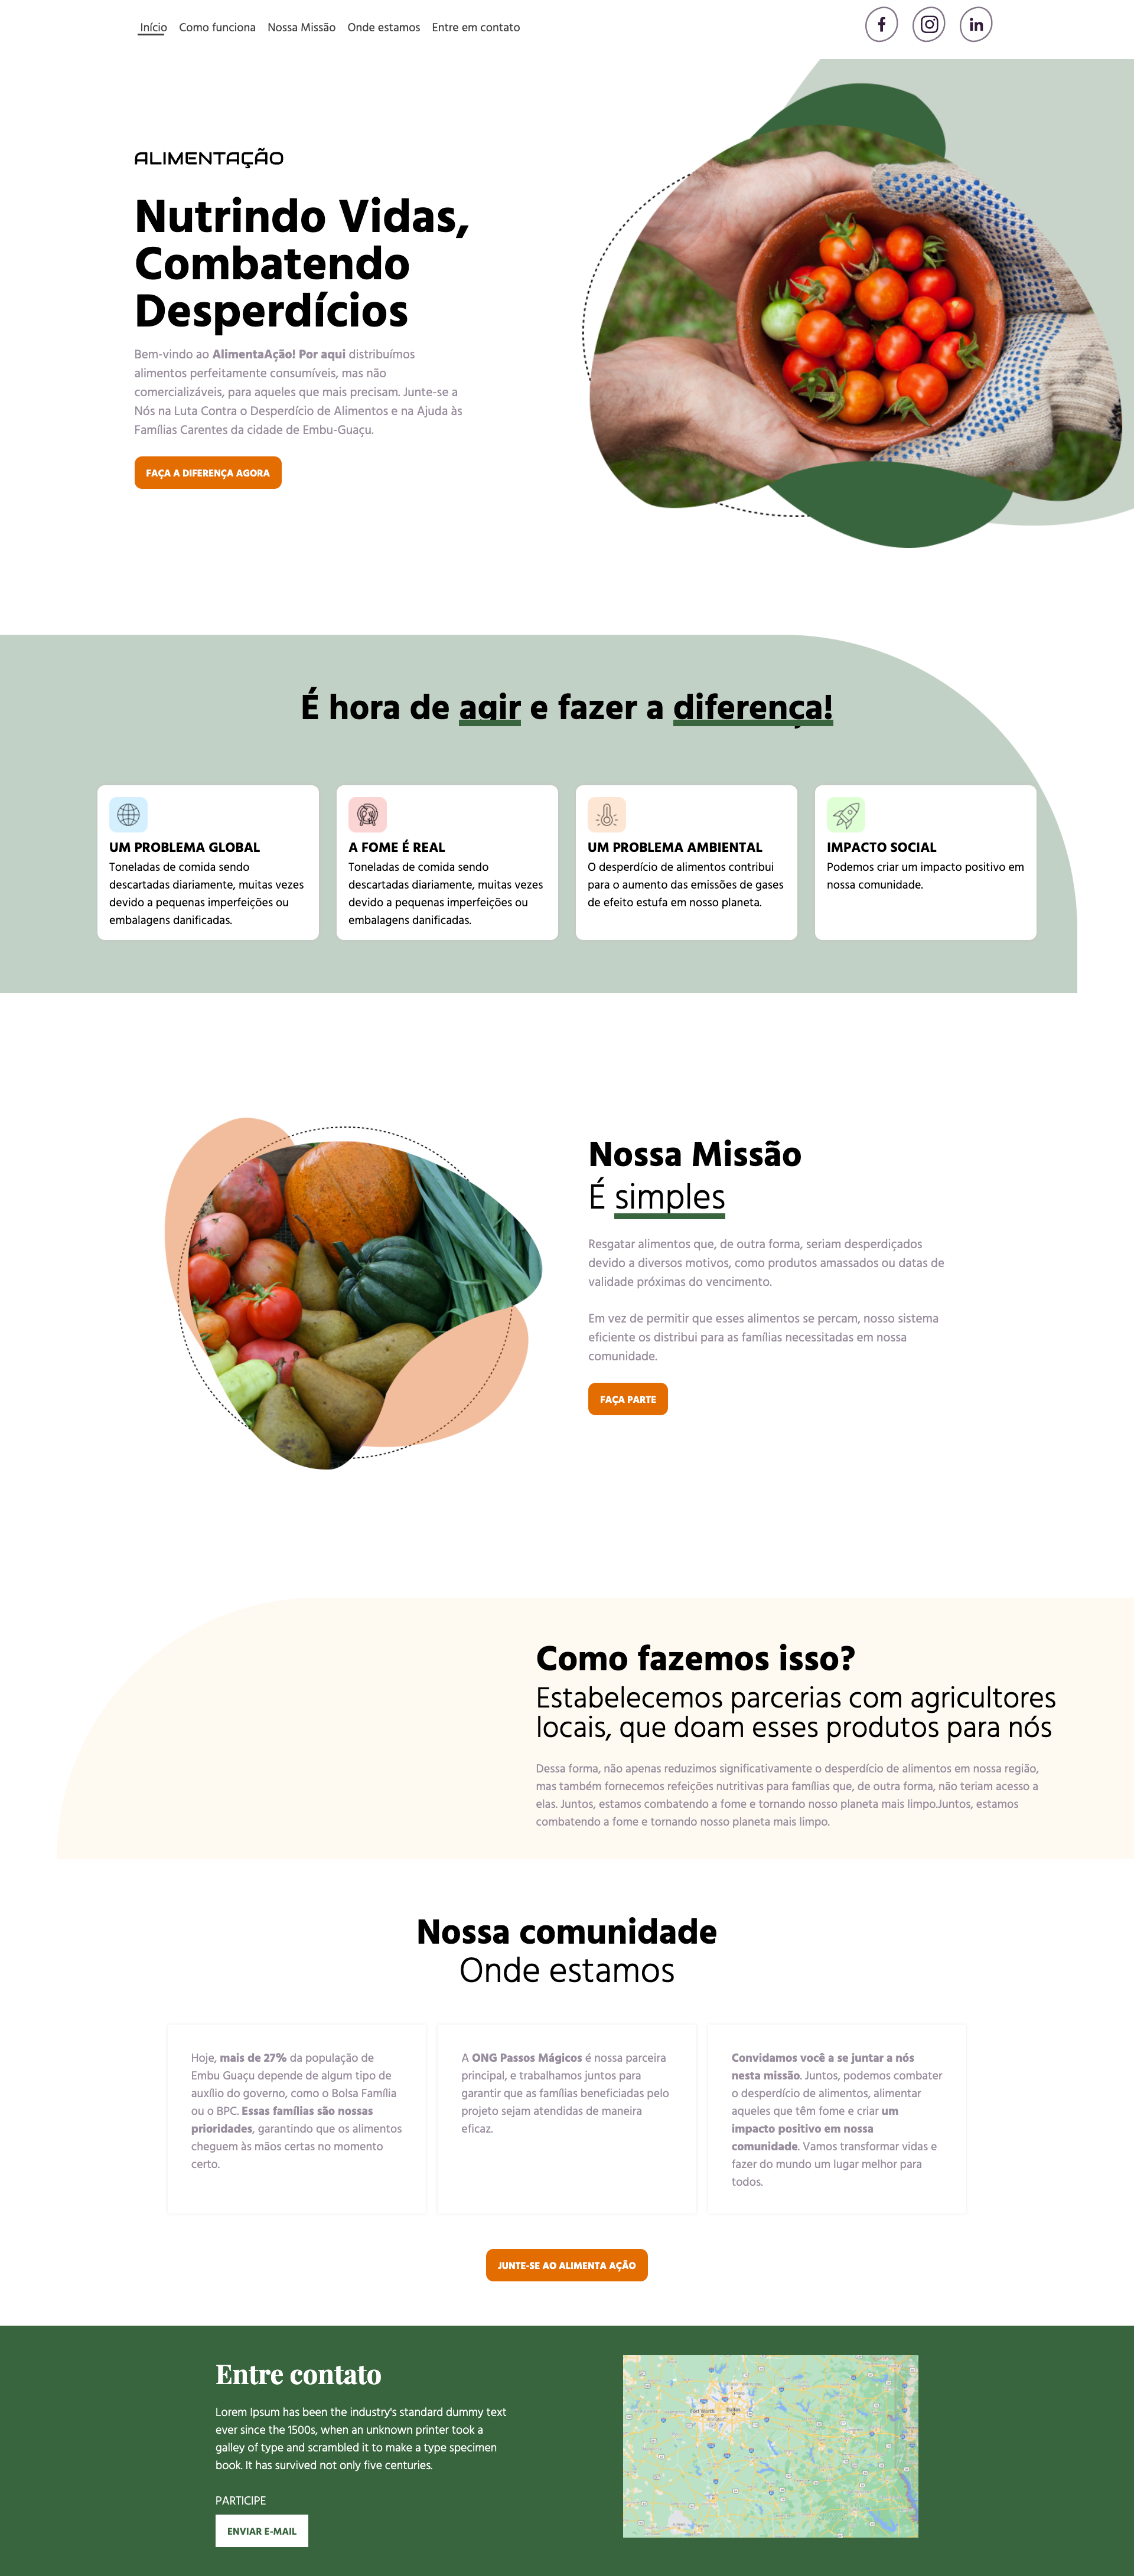 Início Como funciona Nossa Missão Onde estamos Entre em contato
ALIMENTAÇÃO
Nutrindo Vidas,
Combatendo
Desperdícios
Bem-vindo ao AlimentaAção! Por aqui distribuímos
alimentos perfeitamente consumíveis, mas não
comercializáveis, para aqueles que mais precisam. Junte-se a
Nós na Luta Contra o Desperdício de Alimentos e na Ajuda às
Famílias Carentes da cidade de Embu-Guaçu.
FAÇA A DIFERENÇA AGORA
É hora de agir e fazer a diferença!
UM PROBLEMA GLOBAL
Toneladas de comida sendo
descartadas diariamente, muitas vezes
devido a pequenas imperfeições ou
embalagens danificadas.
A FOME É REAL
Toneladas de comida sendo
descartadas diariamente, muitas vezes
devido a pequenas imperfeições ou
embalagens danificadas.
UM PROBLEMA AMBIENTAL
O desperdício de alimentos contribui
para o aumento das emissões de gases
de efeito estufa em nosso planeta.
IMPACTO SOCIAL
Podemos criar um impacto positivo em
nossa comunidade.
Nossa Missão
É simples
Resgatar alimentos que, de outra forma, seriam desperdiçados
devido a diversos motivos, como produtos amassados ou datas de
validade próximas do vencimento.
Em vez de permitir que esses alimentos se percam, nosso sistema
eficiente os distribui para as famílias necessitadas em nossa
comunidade.
FAÇA PARTE
Como fazemos isso?
Estabelecemos parcerias com agricultores
locais, que doam esses produtos para nós
Dessa forma, não apenas reduzimos significativamente o desperdício de alimentos em nossa região,
mas também fornecemos refeições nutritivas para famílias que, de outra forma, não teriam acesso a
elas. Juntos, estamos combatendo a fome e tornando nosso planeta mais limpo.Juntos, estamos
combatendo a fome e tornando nosso planeta mais limpo.
Nossa comunidade
Onde estamos
Hoje, mais de 27% da população de
Embu Guaçu depende de algum tipo de
auxílio do governo, como o Bolsa Família
ou o BPC. Essas famílias são nossas
prioridades, garantindo que os alimentos
cheguem às mãos certas no momento
certo.
A ONG Passos Mágicos é nossa parceira
principal, e trabalhamos juntos para
garantir que as famílias beneficiadas pelo
projeto sejam atendidas de maneira
eficaz.
Convidamos você a se juntar a nós
nesta missão. Juntos, podemos combater
o desperdício de alimentos, alimentar
aqueles que têm fome e criar um
impacto positivo em nossa
comunidade. Vamos transformar vidas e
fazer do mundo um lugar melhor para
todos.
JUNTE-SE AO ALIMENTA AÇÃO
Entre contato
Lorem Ipsum has been the industry's standard dummy text
ever since the 1500s, when an unknown printer took a
galley of type and scrambled it to make a type specimen
book. It has survived not only five centuries.
PARTICIPE
ENVIAR E-MAIL
Fort Worth Dallas